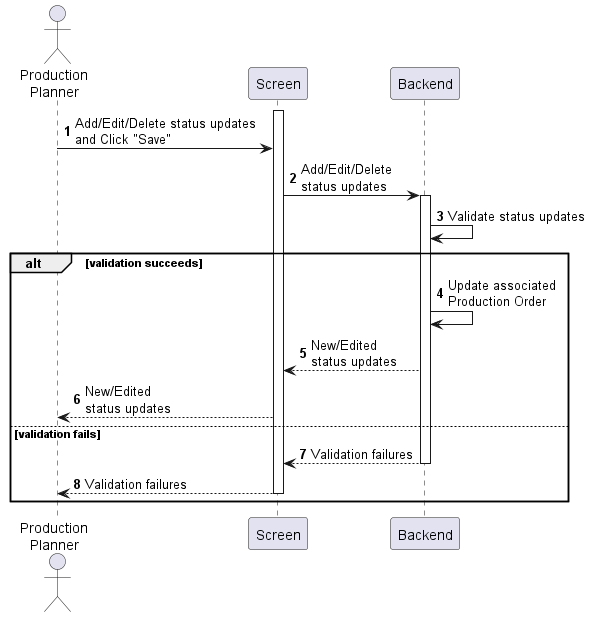 Production
Planner
Screen
Backend
1 Add/Edit/Delete status updates
and Click "Save"
2 Add/Edit/Delete
status updates
3 Validate status updates
alt [validation succeeds]
4 Update associated
Production Order
5 New/Edited
status updates
6 New/Edited
status updates
[validation fails]
7 Validation failures
8 Validation failures
Production
Planner
Screen
Backend